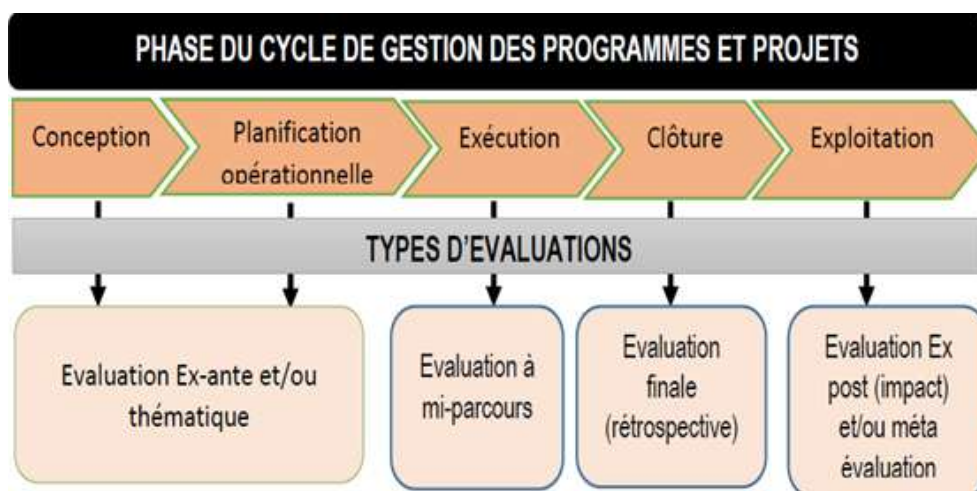 PHASE DU CYCLE DE GESTION DES PROGRAMMES ET PROJETS
Conception
Planification
opérationnelle
Exécution
Clôture
Exploitation
TYPES D’EVALUATIONS
Evaluation Ex-ante et/ou
thématique
Evaluation à
mi-parcours
Evaluation
finale
(rétrospective)
Evaluation Ex
post (impact)
et/ou méta
évaluation